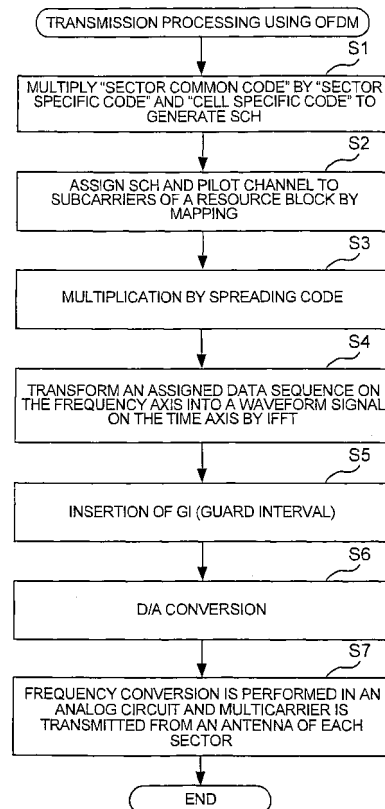 TRANSMISSION PROCESSING USING OFDM
S1
MULTIPLY "SECTOR COMMON CODE" BY "SECTOR
SPECIFIC CODE" AND "CELL SPECIFIC CODE" TO
GENERATE SCH
S2
ASSIGN SCH AND PILOT CHANNEL TO
SUBCARRIERS OF A RESOURCE BLOCK BY
MAPPING
S3
MULTIPLICATION BY SPREADING CODE
S4
TRANSFORM AN ASSIGNED DATA SEQUENCE ON
THE FREQUENCY AXIS INTO A WAVEFORM SIGNAL
ON THE TIME AXIS BY IFFT
S5
INSERTION OF GI (GUARD INTERVAL)
S6
D/A CONVERSION
S7
FREQUENCY CONVERSION IS PERFORMED IN AN
ANALOG CIRCUIT AND MULTICARRIER IS
TRANSMITTED FROM AN ANTENNA OF EACH
SECTOR
END